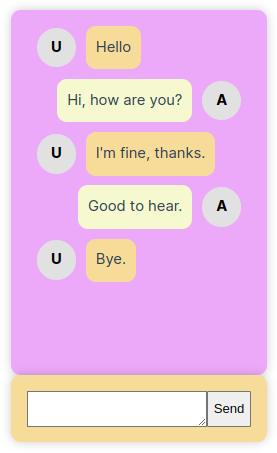 U Hello
Hi, how are you? A
U I'm fine, thanks.
Good to hear. A
U Bye.
Send